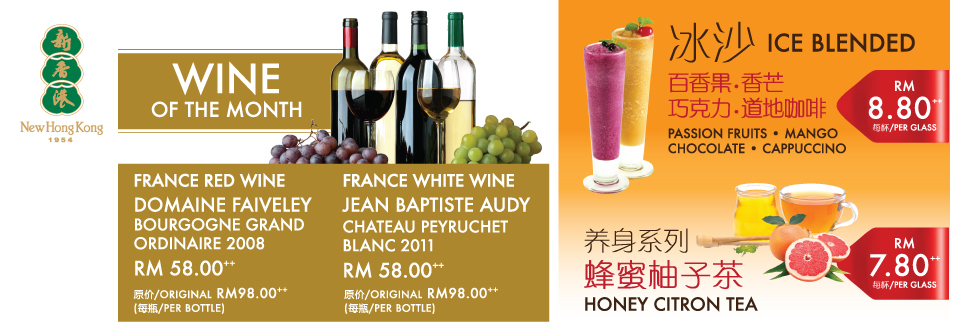 新
香
港
New Hong Kong
1954
WINE
OF THE MONTH
FRANCE RED WINE
DOMAINE FAIVELEY
BOURGOGNE GRAND
ORDINAIRE 2008
RM 58.00++
原价/ORIGINAL RM98.00++
(每瓶/PER BOTTLE)
FRANCE WHITE WINE
JEAN BAPTISTE AUDY
CHATEAU PEYRUCHET
BLANC 2011
RM 58.00++
原价/ORIGINAL RM98.00++
(每瓶/PER BOTTLE)
冰沙 ICE BLENDED
百香果·香芒
巧克力·道地咖啡
PASSION FRUITS • MANGO
CHOCOLATE • CAPPUCCINO
RM
8.80++
每杯/PER GLASS
养身系列
蜂蜜柚子茶
HONEY CITRON TEA
RM
7.80++
每杯/PER GLASS